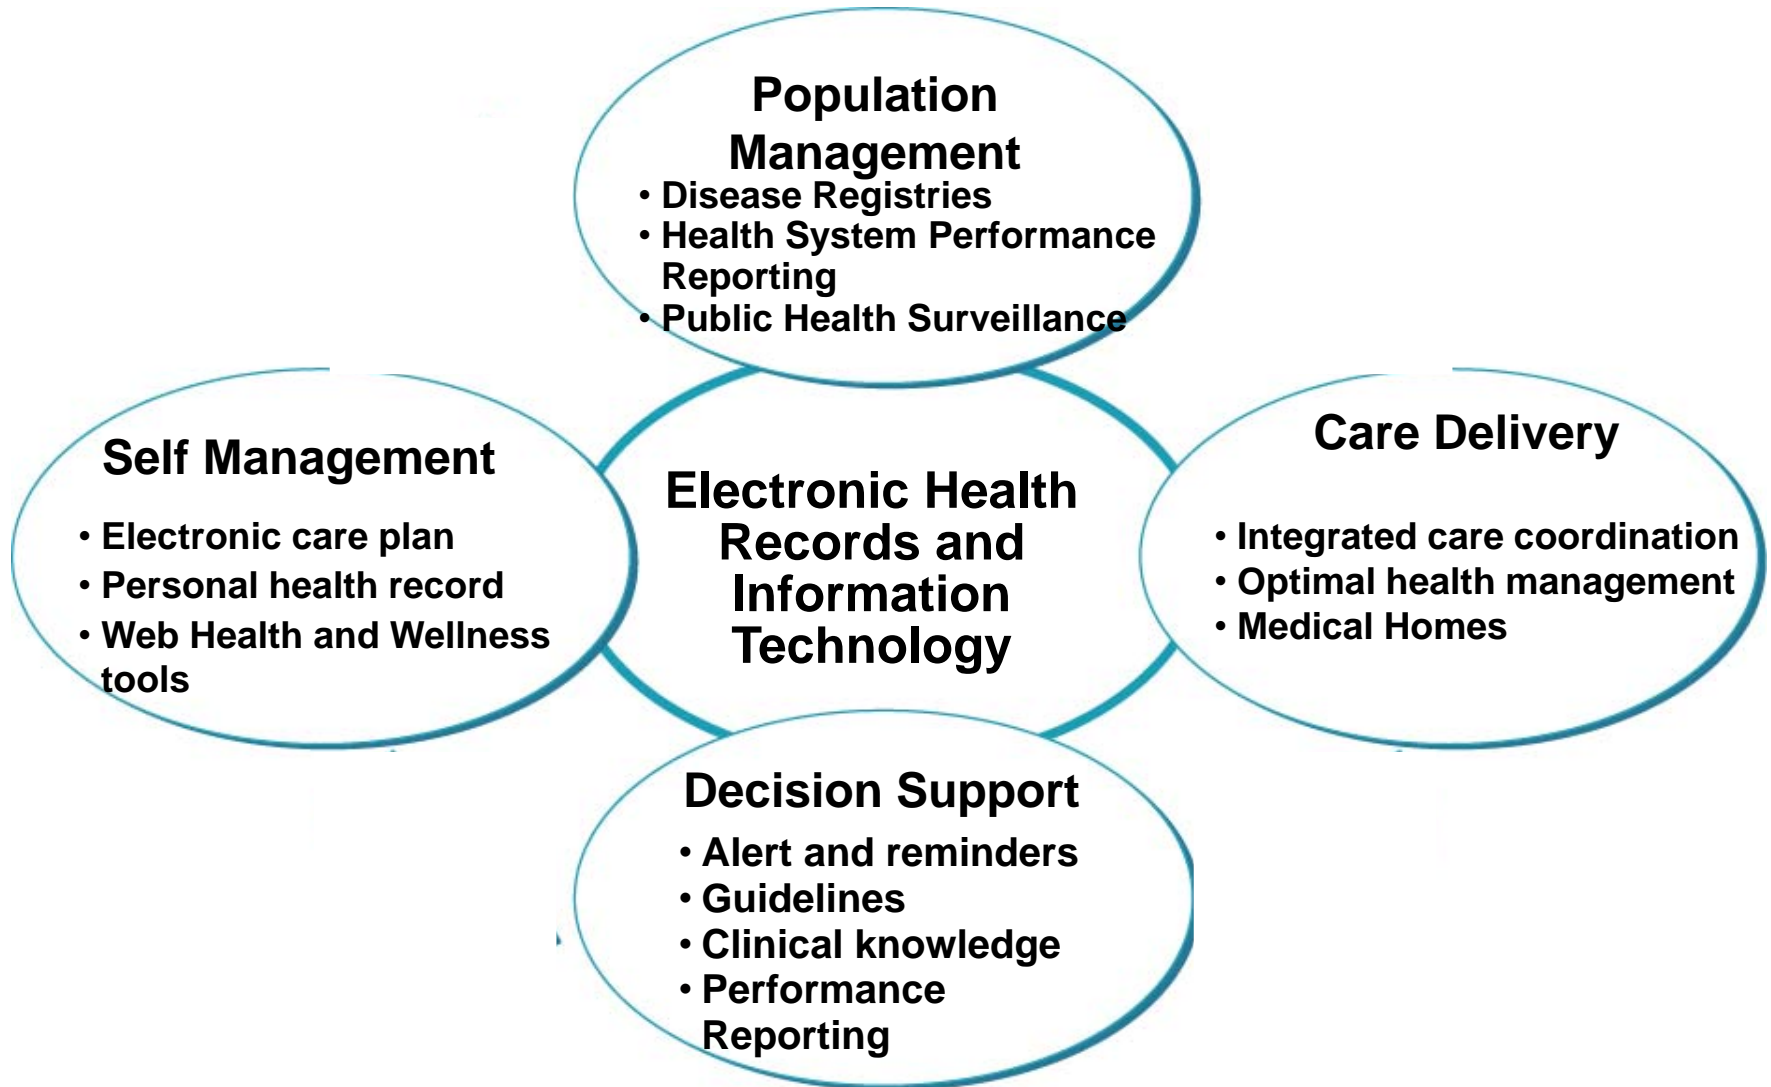 Population
Management
• Disease Registries
• Health System Performance
Reporting
• Public Health Surveillance
Self Management
• Electronic care plan
• Personal health record
• Web Health and Wellness
tools
Electronic Health
Records and
Information
Technology
Care Delivery
• Integrated care coordination
• Optimal health management
• Medical Homes
Decision Support
• Alert and reminders
• Guidelines
• Clinical knowledge
• Performance
Reporting